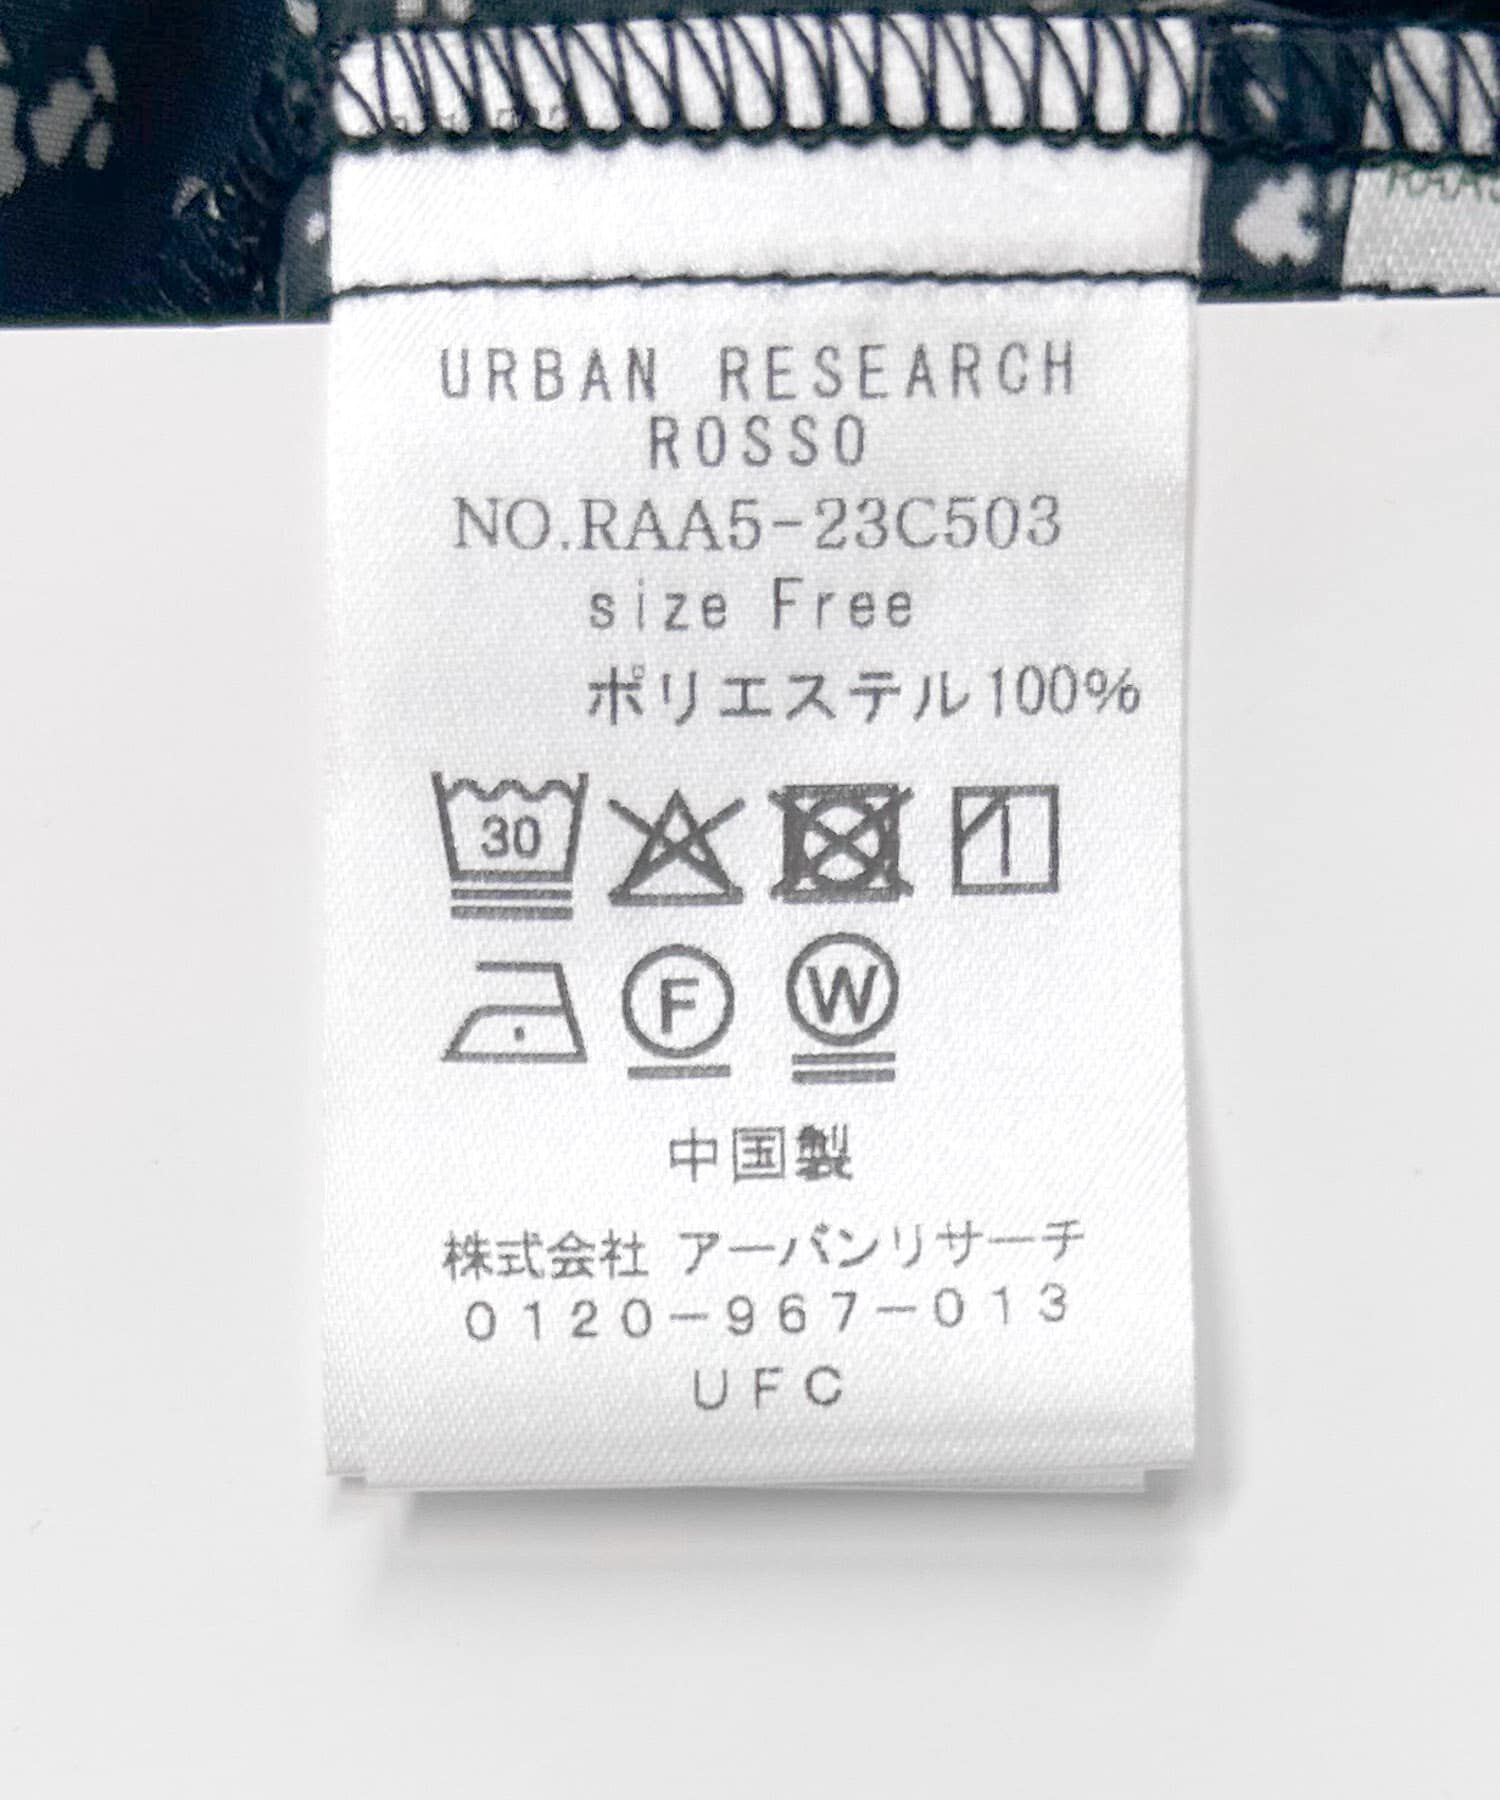 URBAN RESEARCH
ROSSO
NO.RAA5-23C503
size Free
ポリエステル100%
30
F W
中国製
株式会社 アーバンリサーチ
0120-967-013
UFC